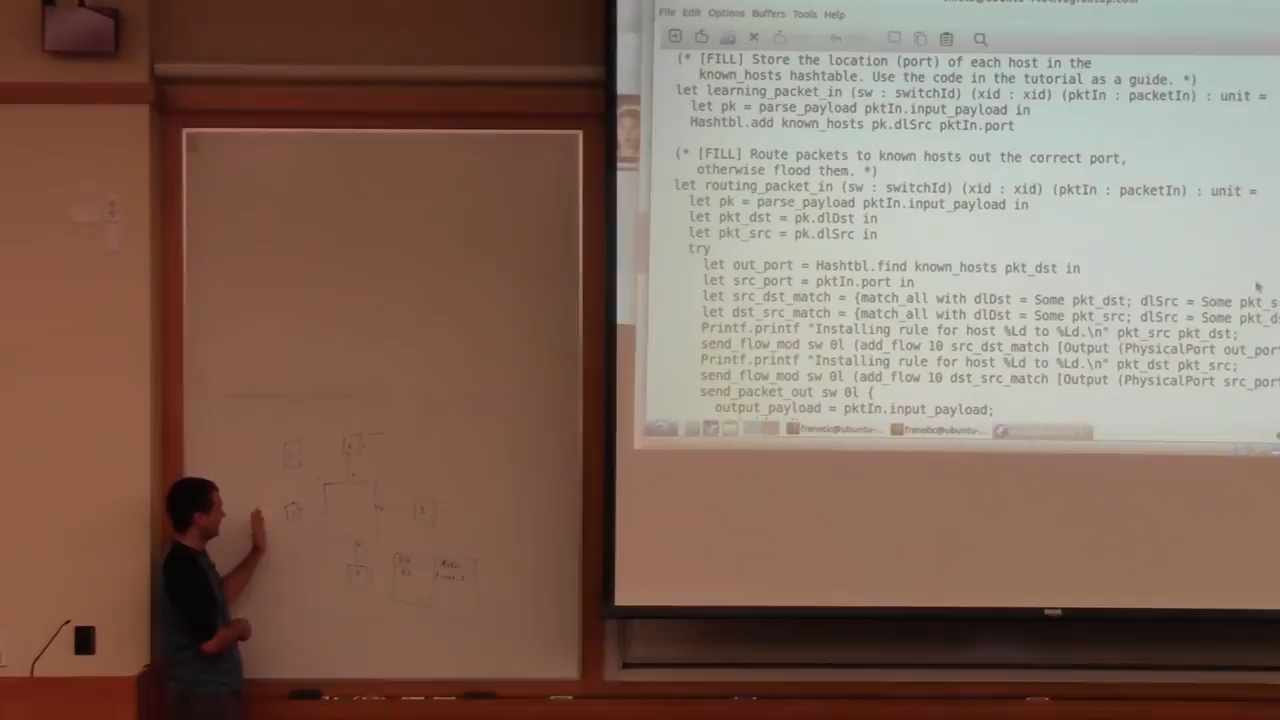 File Edit Options Buffers Tools Help
(* [FILL] Store the location (port) of each host in the
known_hosts hashtable. Use the code in the tutorial as a guide. *)
let learning_packet_in (sw : switchId) (xid : xid) (pktIn : packetIn) : unit =
let pk = parse_payload pktIn.input_payload in
Hashtbl.add known_hosts pk.dlSrc pktIn.port
(* [FILL] Route packets to known hosts out the correct port,
otherwise flood them. *)
let routing_packet_in (sw : switchId) (xid : xid) (pktIn : packetIn) : unit =
let pk = parse_payload pktIn.input_payload in
let pkt_dst = pk.dlDst in
let pkt_src = pk.dlSrc in
try
let out_port = Hashtbl.find known_hosts pkt_dst in
let src_port = pktIn.port in
let src_dst_match = {match_all with dlDst = Some pkt_dst; dlSrc = Some pkt_s
let dst_src_match = {match_all with dlDst = Some pkt_src; dlSrc = Some pkt_d
Printf.printf "Installing rule for host %Ld to %Ld.\n" pkt_src pkt_dst;
send_flow_mod sw 0l (add_flow 10 src_dst_match [Output (PhysicalPort out_por
Printf.printf "Installing rule for host %Ld to %Ld.\n" pkt_dst pkt_src;
send_flow_mod sw 0l (add_flow 10 dst_src_match [Output (PhysicalPort src_port
send_packet_out sw 0l {
output_payload = pktIn.input_payload;
frenetic@ubuntu-... frenetic@ubuntu-...